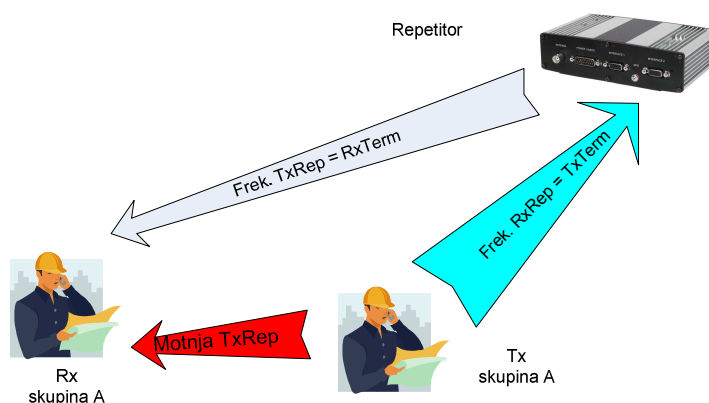 Repetitor
Frek. TxRep = RxTerm
Frek. RxRep = TxTerm
Motnja TxRep
Rx
skupina A
Tx
skupina A